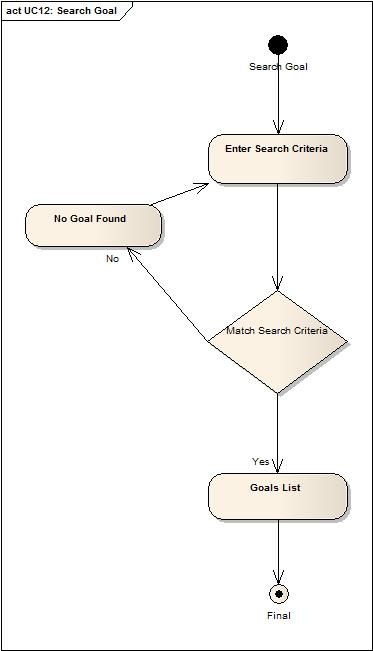 act UC12: Search Goal
Search Goal
Enter Search Criteria
No Goal Found
No
Match Search Criteria
Yes
Goals List
Final